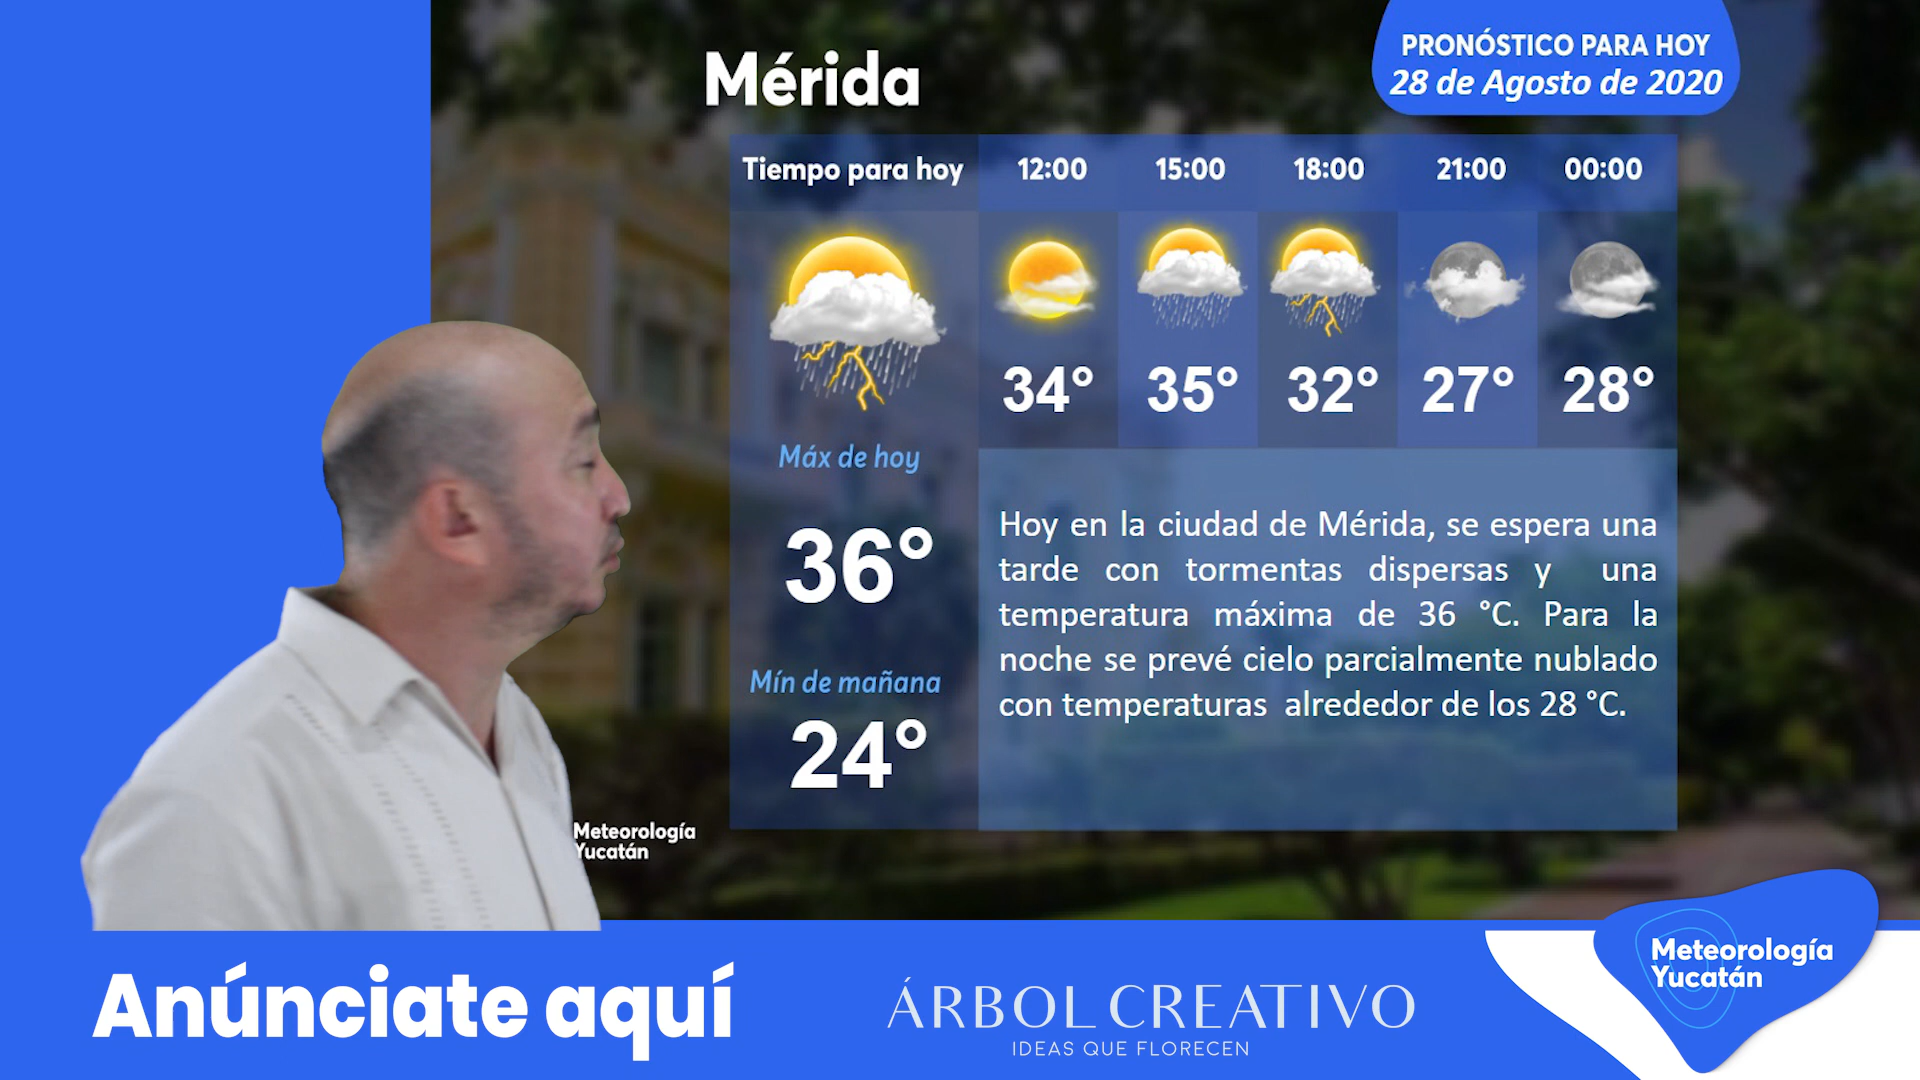 PRONÓSTICO PARA HOY
28 de Agosto de 2020
Mérida
Tiempo para hoy
12:00
15:00
18:00
21:00
00:00
34°
35°
32°
27°
28°
Máx de hoy
36°
Mín de mañana
24°
Hoy en la ciudad de Mérida, se espera una
tarde con tormentas dispersas y una
temperatura máxima de 36 °C. Para la
noche se prevé cielo parcialmente nublado
con temperaturas alrededor de los 28 °C.
Meteorología
Yucatán
Anúnciate aquí
ÁRBOL CREATIVO
IDEAS QUE FLORECEN
Meteorología
Yucatán